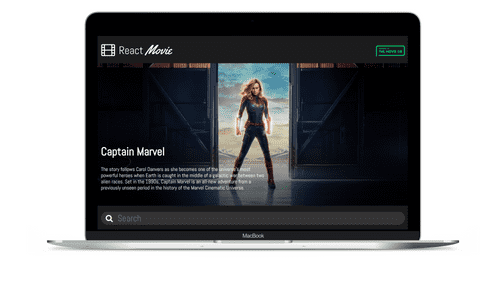 React Movie
THE MOVIE DB
Captain Marvel
The story follows Carol Danvers as she becomes one of the universe's most
powerful heroes when Earth is caught in the middle of a galactic war between two
alien races. Set in the 1990s, Captain Marvel is an all-new adventure from a
previously unseen period in the history of the Marvel Cinematic Universe.
Search
MacBook